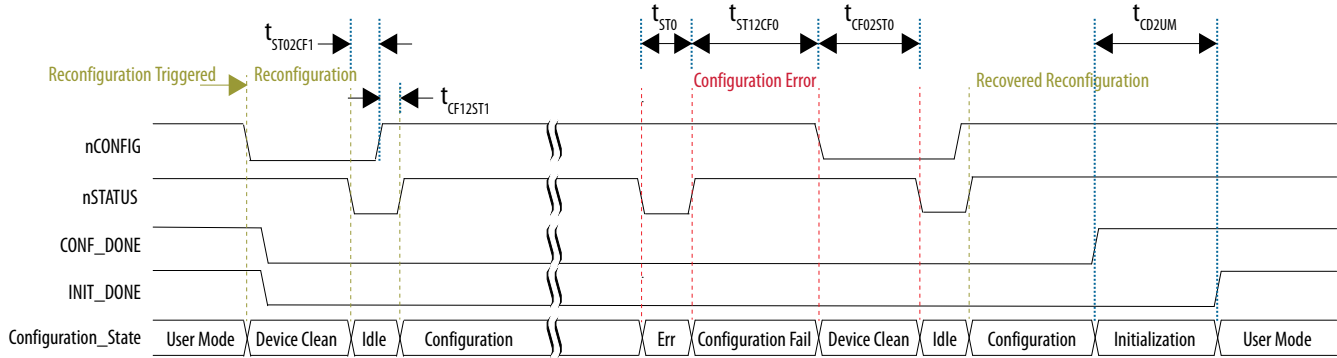 tST0 tST12CF0 tCF02ST0 tCD2UM
tST02CF1
Reconfiguration Triggered Reconfiguration Configuration Error Recovered Reconfiguration
tCF12ST1
nCONFIG
nSTATUS
CONF_DONE
INIT_DONE
Configuration_State User Mode Device Clean Idle Configuration Err Configuration Fail Device Clean Idle Configuration Initialization User Mode